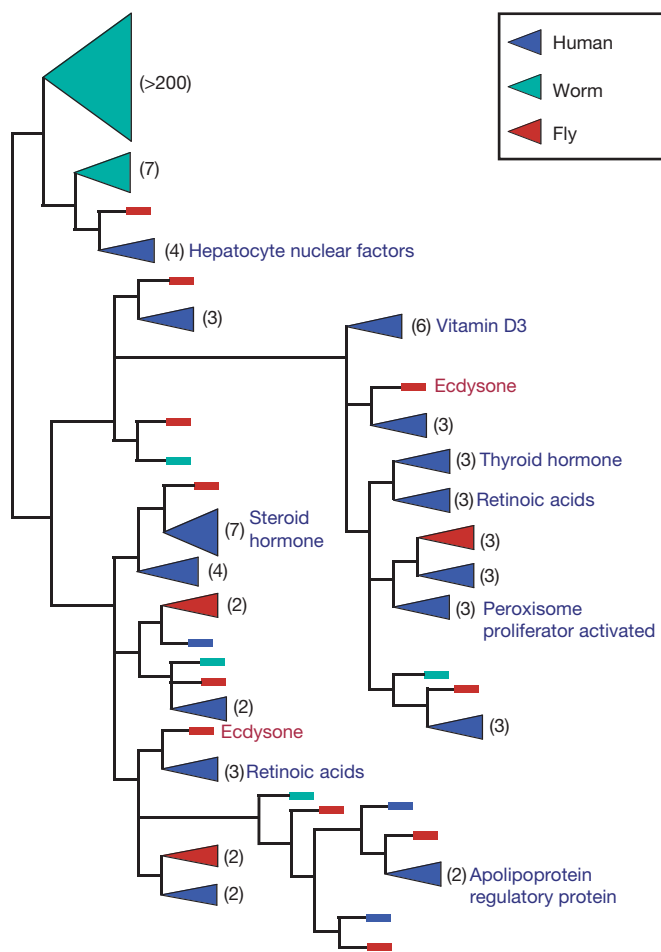 Human
Worm
Fly
(>200)
(7)
(4) Hepatocyte nuclear factors
(3)
(6) Vitamin D3
Ecdysone
(3)
(3) Thyroid hormone
(3) Retinoic acids
(7) Steroid
hormone
(3)
(4)
(3)
(2)
(3) Peroxisome
proliferator activated
(2)
(3)
Ecdysone
(3) Retinoic acids
(2)
(2) Apolipoprotein
regulatory protein
(2)